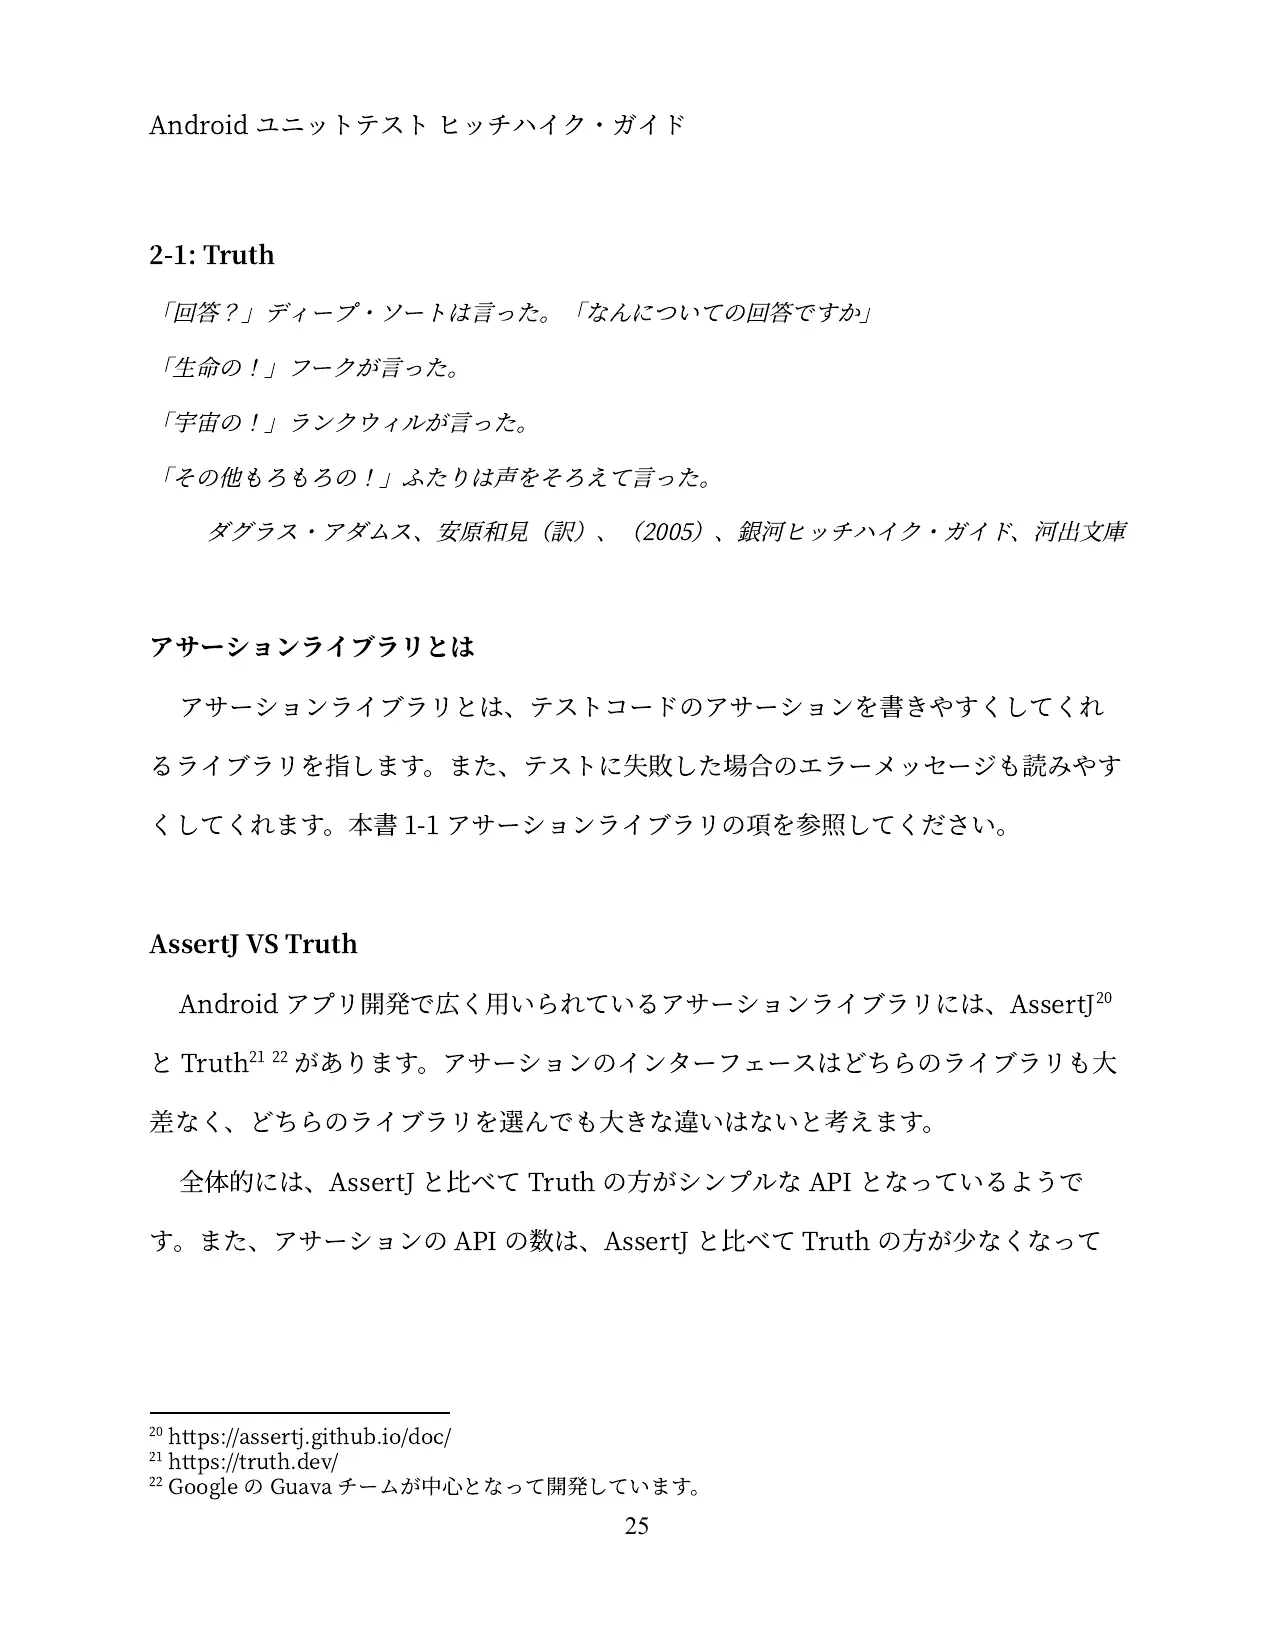 Android ユニットテスト ヒッチハイク・ガイド
2-1: Truth
「回答？」ディープ・ソートは言った。「なんについての回答ですか」
「生命の！」フークが言った。
「宇宙の！」ランクウィルが言った。
「その他もろもろの！」ふたりは声をそろえて言った。
ダグラス・アダムス、安原和見（訳）、（2005）、銀河ヒッチハイク・ガイド、河出文庫
アサーションライブラリとは
アサーションライブラリとは、テストコードのアサーションを書きやすくしてくれ
るライブラリを指します。また、テストに失敗した場合のエラーメッセージも読みやす
くしてくれます。本書 1-1 アサーションライブラリの項を参照してください。
AssertJ VS Truth
Android アプリ開発で広く用いられているアサーションライブラリには、AssertJ20
と Truth21 22 があります。アサーションのインターフェースはどちらのライブラリも大
差なく、どちらのライブラリを選んでも大きな違いはないと考えます。
全体的には、AssertJ と比べて Truth の方がシンプルな API となっているようで
す。また、アサーションの API の数は、AssertJ と比べて Truth の方が少なくなって
20 https://assertj.github.io/doc/
21 https://truth.dev/
22 Google の Guava チームが中心となって開発しています。
25